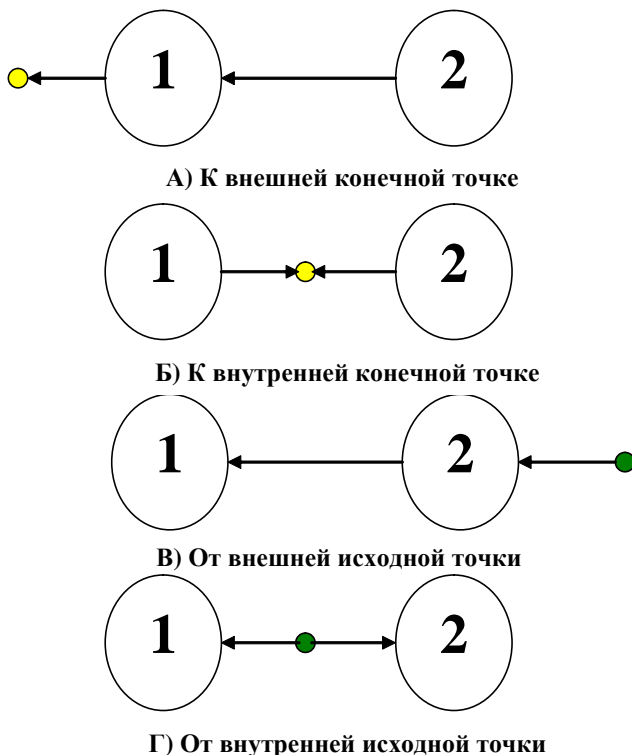 1 2
А) К внешней конечной точке
1 2
Б) К внутренней конечной точке
1 2
В) От внешней исходной точки
1 2
Г) От внутренней исходной точки